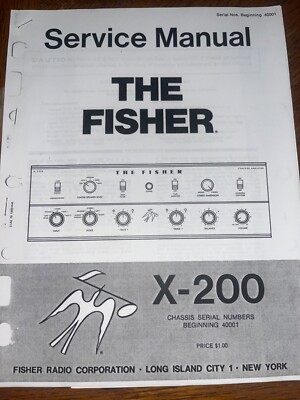 Serial Nos. Beginning 40001
Service Manual
THE
FISHER®
THE FISHER
X-200
CHASSIS SERIAL NUMBERS
BEGINNING 40001
PRICE $1.00
FISHER RADIO CORPORATION · LONG ISLAND CITY 1 · NEW YORK